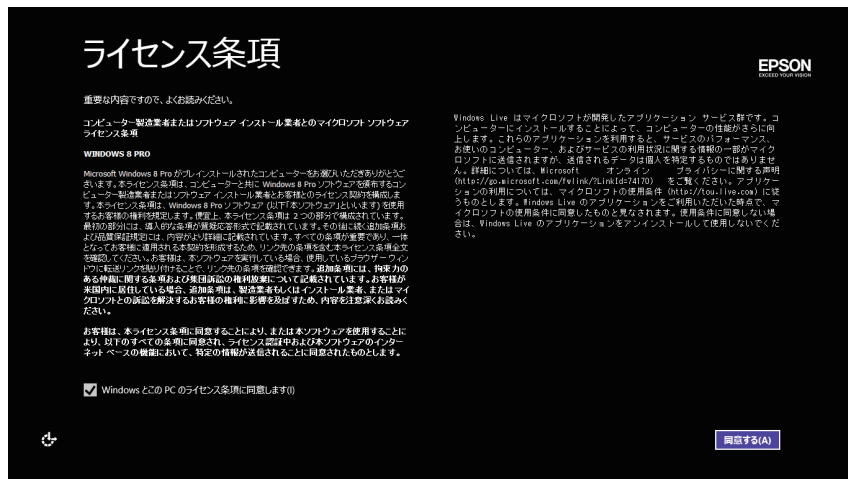 ライセンス条項
EPSON
EXCEED YOUR VISION
重要な内容ですので、よくお読みください。
コンピューター製造業者またはソフトウェア インストール業者とのマイクロソフト ソフトウェア
ライセンス条項
WINDOWS 8 PRO
Microsoft Windows 8 Pro がプレインストールされたコンピューターをお選びいただきありがとうご
ざいます。本ライセンス条項は、コンピューターと共に Windows 8 Pro ソフトウェアを頒布するコン
ピューター製造業者またはソフトウェア インストール業者とお客様とのライセンス契約を構成しま
す。本ライセンス条項は、Windows 8 Pro ソフトウェア (以下「本ソフトウェア」といいます) を使用
するお客様の権利を規定します。便宜上、本ライセンス条項は 2 つの部分で構成されています。
最初の部分には、導入的な条項が質疑応答形式で記載されています。その後に続く追加条項お
よび品質保証規定には、内容がより詳細に記載されています。すべての条項が重要であり、一体
となってお客様に適用される本契約を形成するため、リンク先の条項を含む本ライセンス条項全文
を確認してください。お客様は、本ソフトウェアを実行している場合、使用しているブラウザー ウィン
ドウに転送リンクを貼り付けることで、リンク先の条項を確認できます。追加条項には、拘束力の
ある仲裁に関する条項および集団訴訟の権利放棄について記載されています。お客様が
米国内に居住している場合、追加条項は、製造業者もしくはインストール業者、またはマイ
クロソフトとの訴訟を解決するお客様の権利に影響を及ぼすため、内容を注意深くお読みく
ださい。
お客様は、本ライセンス条項に同意することにより、または本ソフトウェアを使用することに
より、以下のすべての条項に同意され、ライセンス認証中および本ソフトウェアのインター
ネット ベースの機能において、特定の情報が送信されることに同意されたものとします。
Windows Live はマイクロソフトが開発したアプリケーション サービス群です。コ
ンピューターにインストールすることによって、コンピューターの性能がさらに向
上します。これらのアプリケーションを利用すると、サービスのパフォーマンス、
お使いのコンピューター、およびサービスの利用状況に関する情報の一部がマイク
ロソフトに送信されますが、送信されるデータは個人を特定するものではありませ
ん。詳細については、Microsoft オンライン プライバシーに関する声明
(http://go.microsoft.com/fwlink/?LinkId=74170) をご覧ください。アプリケー
ションの利用については、マイクロソフトの使用条件 (http://tou.live.com) に従
うものとします。Windows Live のアプリケーションをご利用いただいた時点で、マ
イクロソフトの使用条件に同意したものと見なされます。使用条件に同意しない場
合は、Windows Live のアプリケーションをアンインストールして使用しないでくだ
さい。
Windows とこの PC のライセンス条項に同意します(I)
同意する(A)